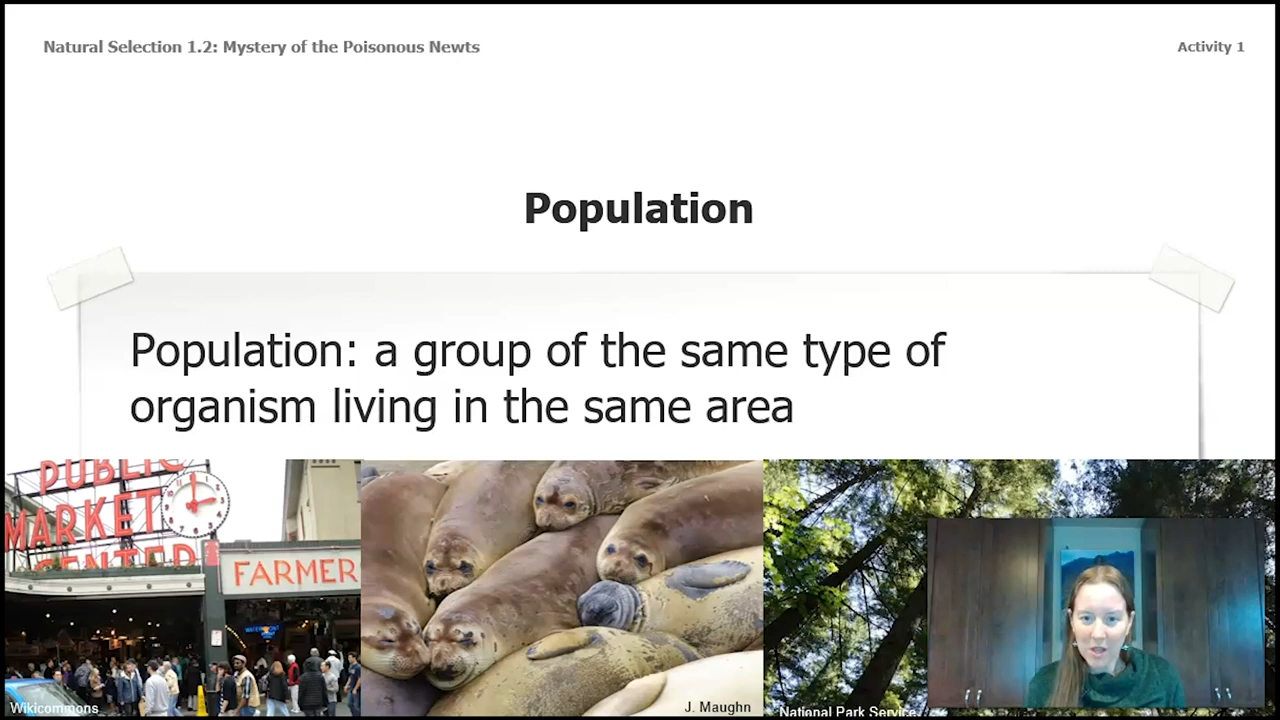 Natural Selection 1.2: Mystery of the Poisonous Newts
Activity 1
Population
Population: a group of the same type of
organism living in the same area
PUBLIC
MARKET
CENTER
FARMER
Wikicommons
J. Maughn
National Park Service